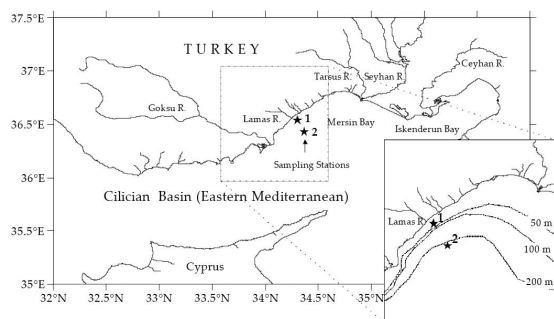 37.5°E
TURKEY
37°E
Tarsus R.
Seyhan R.
Ceyhan R.
Goksu R.
Lamas R.
1
2
Mersin Bay
Iskenderun Bay
36.5°E
Sampling Stations
36°E
Cilician Basin (Eastern Mediterranean)
35.5°E
Cyprus
35°E
32°N
32.5°N
33°N
33.5°N
34°N
34.5°N
35°N
Lamas R.
1
2
50 m
100 m
200 m